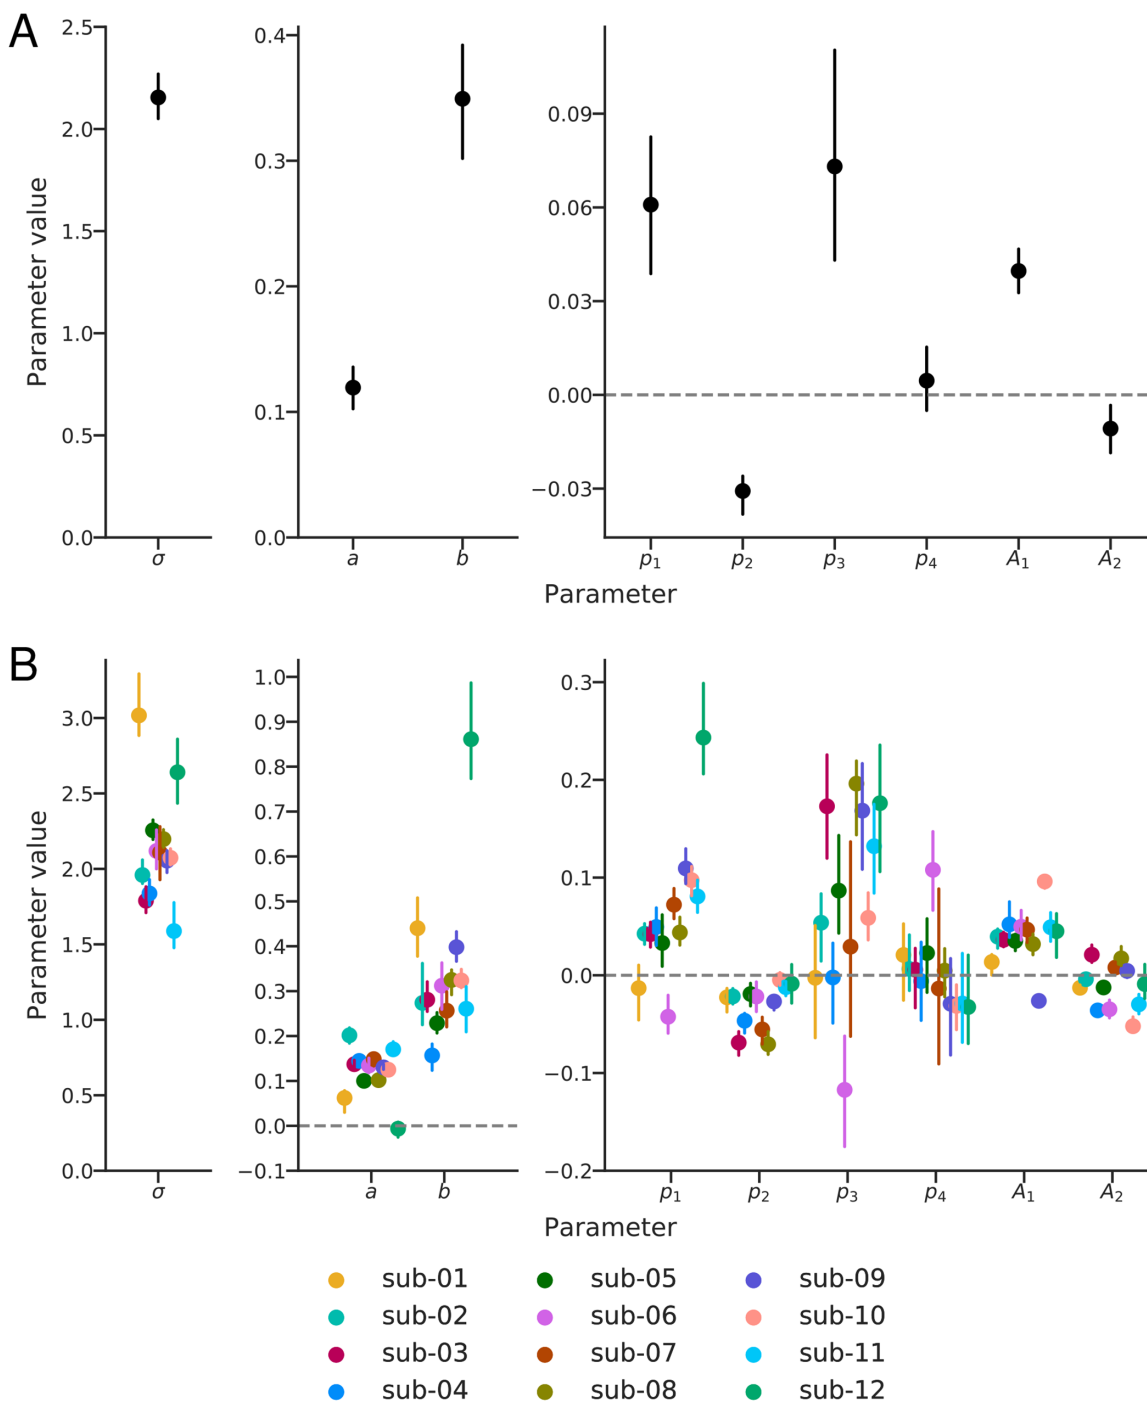 A
2.5
2.0
1.5
1.0
0.5
0.0
Parameter value
σ
0.4
0.3
0.2
0.1
0.0
a b
0.09
0.06
0.03
0.00
−0.03
p₁ p₂ p₃ p₄ A₁ A₂
Parameter
B
3.0
2.5
2.0
1.5
1.0
0.5
0.0
Parameter value
σ
1.0
0.9
0.8
0.7
0.6
0.5
0.4
0.3
0.2
0.1
0.0
−0.1
a b
0.3
0.2
0.1
0.0
−0.1
−0.2
p₁ p₂ p₃ p₄ A₁ A₂
Parameter
sub-01 sub-05 sub-09
sub-02 sub-06 sub-10
sub-03 sub-07 sub-11
sub-04 sub-08 sub-12